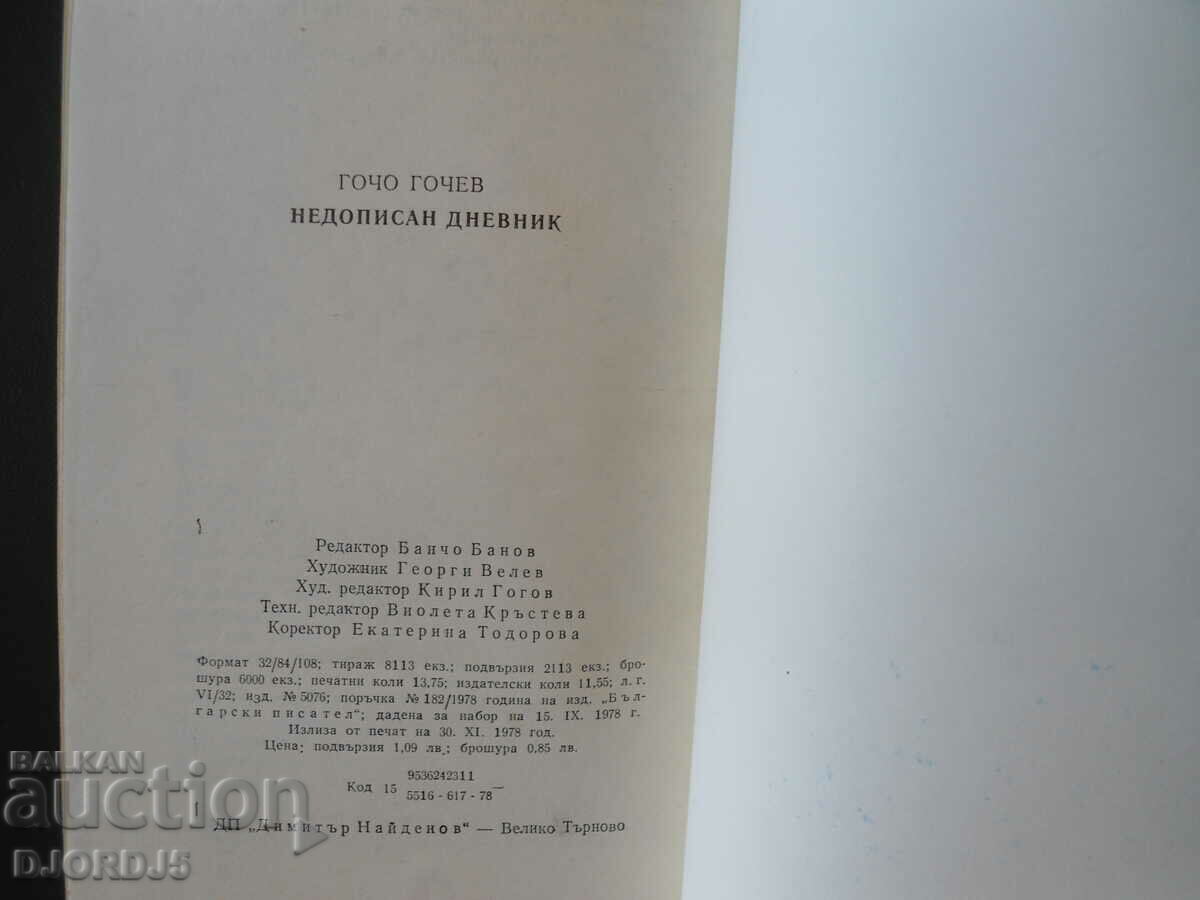 ГОЧО ГОЧЕВ
НЕДОПИСАН ДНЕВНИК
Редактор Банчо Банов
Художник Георги Велев
Худ. редактор Кирил Гогов
Техн. редактор Виолета Кръстева
Коректор Екатерина Тодорова
Формат 32/84/108; тираж 8113 екз.; подвързия 2113 екз.; бро-
шура 6000 екз.; печатни коли 13,75; издателски коли 11,55; л. г.
VI/32; изд. № 5076; поръчка № 182/1978 година на изд. „Бъл-
гарски писател“; дадена за набор на 15. IX. 1978 г.
Излиза от печат на 30. XI. 1978 год.
Цена: подвързия 1,09 лв; брошура 0,85 лв.
Код 15 9536242311
5516-617-78
ДП „Димитър Найденов“ — Велико Търново
BALKAN
auction
DJORDJ5